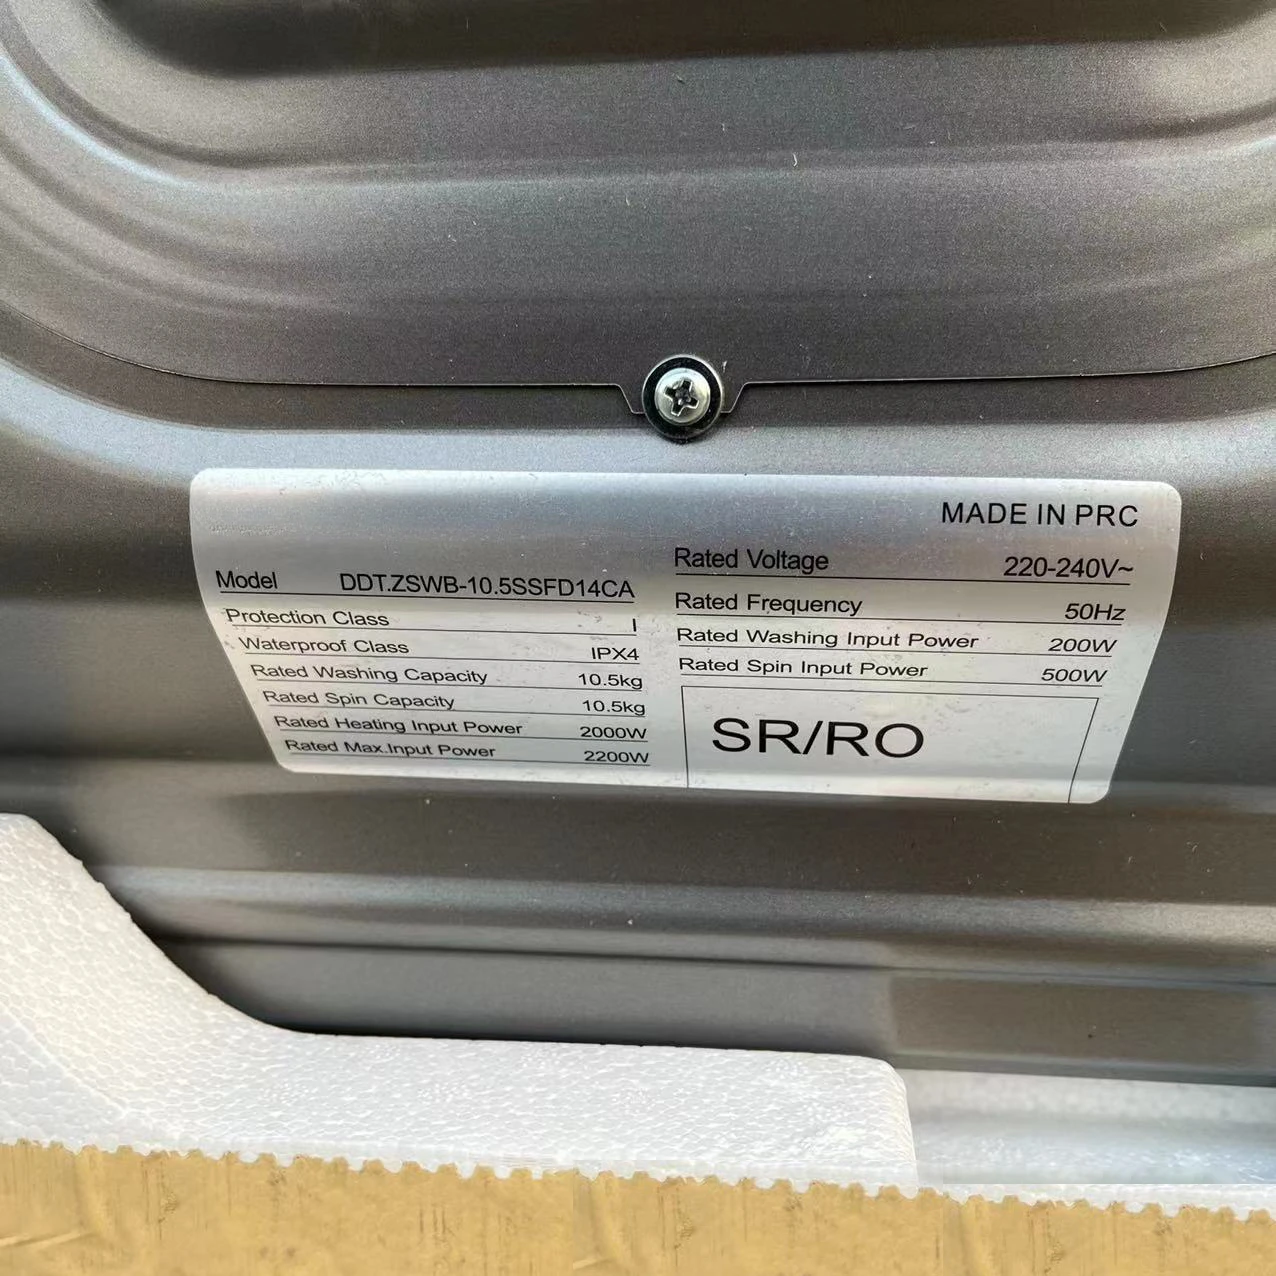 MADE IN PRC
Model DDT.ZSWB-10.5SSFD14CA
Protection Class I
Waterproof Class IPX4
Rated Washing Capacity 10.5kg
Rated Spin Capacity 10.5kg
Rated Heating Input Power 2000W
Rated Max.Input Power 2200W
Rated Voltage 220-240V~
Rated Frequency 50Hz
Rated Washing Input Power 200W
Rated Spin Input Power 500W
SR/RO